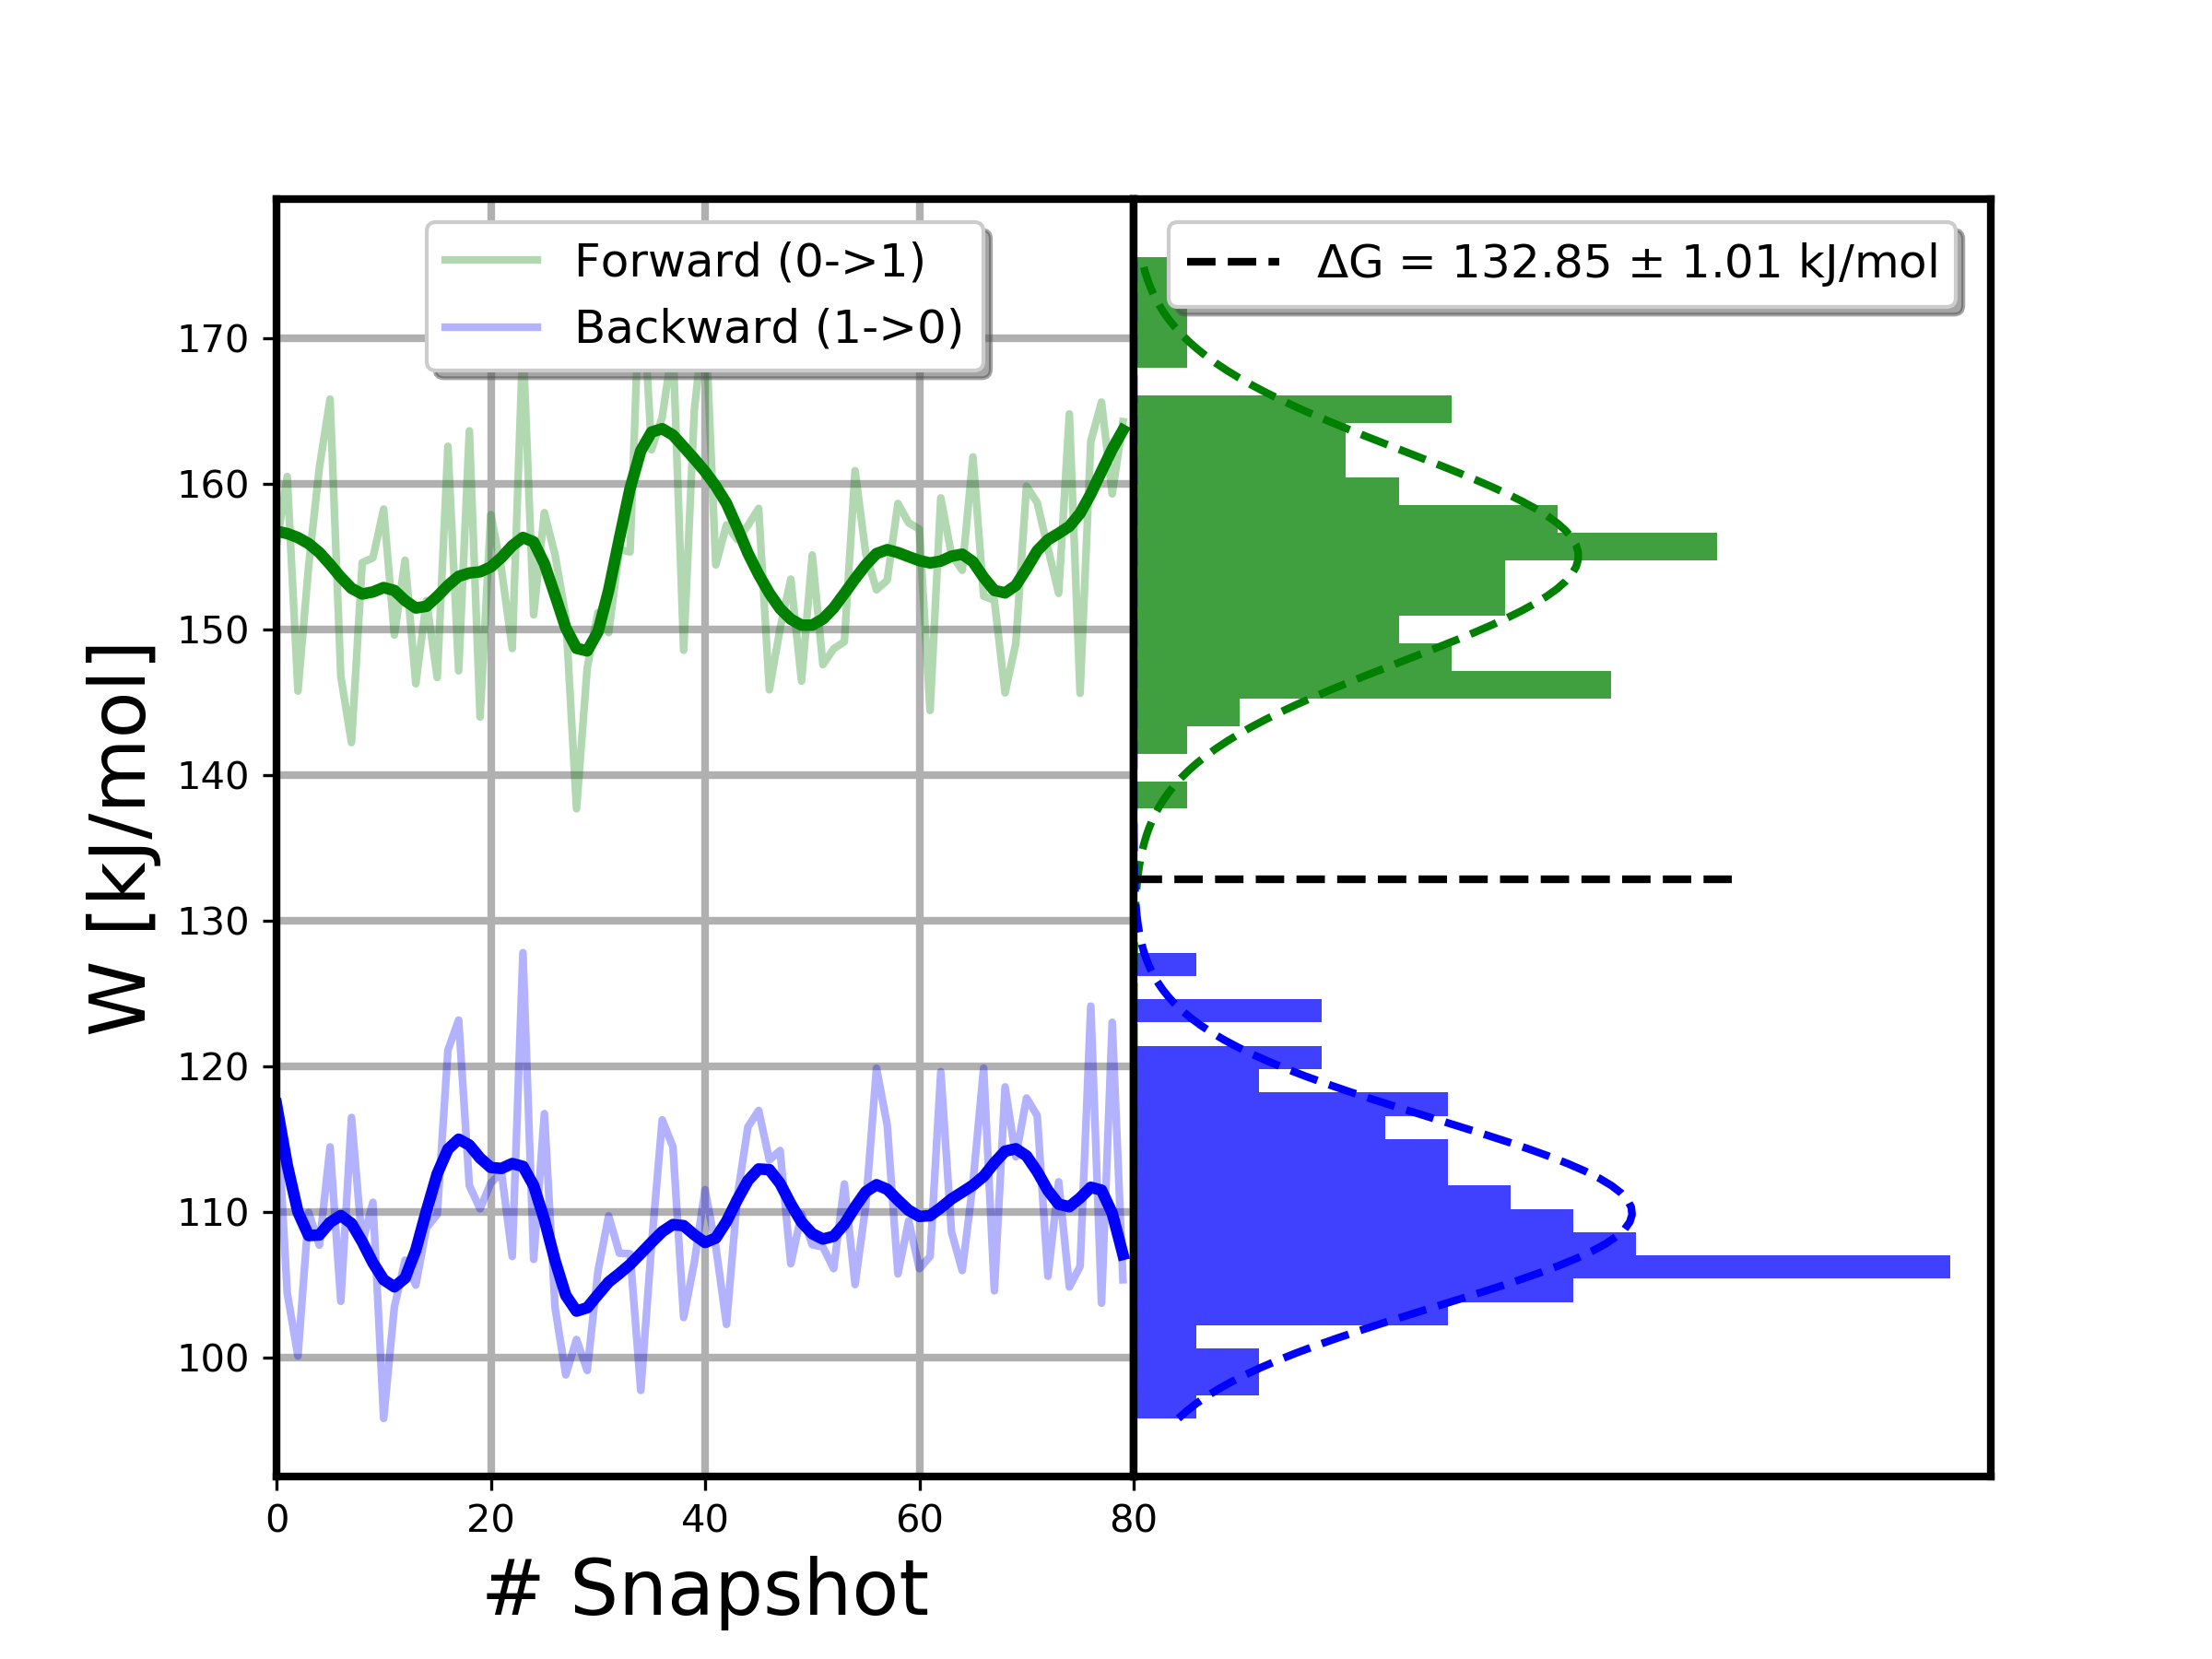 Forward (0->1)
Backward (1->0)
ΔG = 132.85 ± 1.01 kJ/mol
W [kJ/mol]
170
160
150
140
130
120
110
100
0 20 40 60 80
# Snapshot